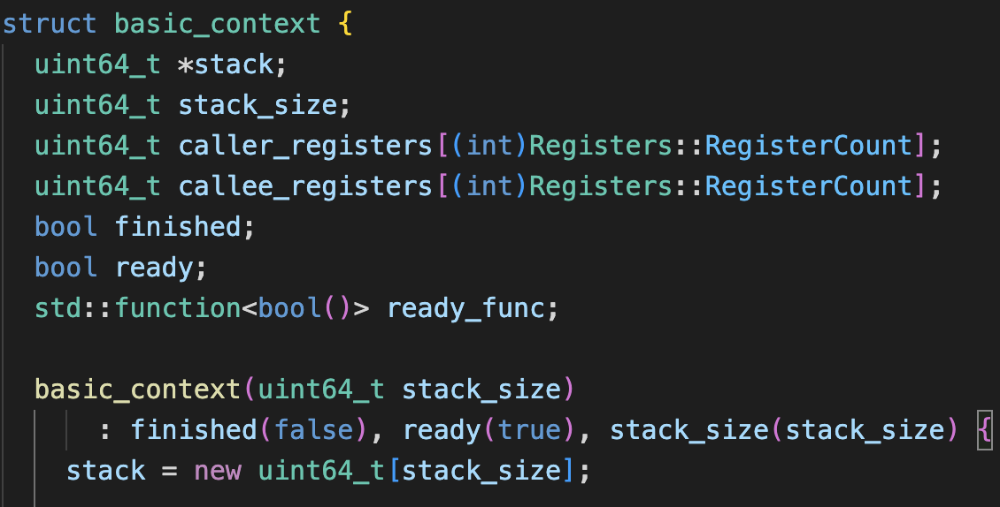 struct basic_context {
uint64_t *stack;
uint64_t stack_size;
uint64_t caller_registers[(int)Registers::RegisterCount];
uint64_t callee_registers[(int)Registers::RegisterCount];
bool finished;
bool ready;
std::function<bool()> ready_func;
basic_context(uint64_t stack_size)
: finished(false), ready(true), stack_size(stack_size) {
stack = new uint64_t[stack_size];